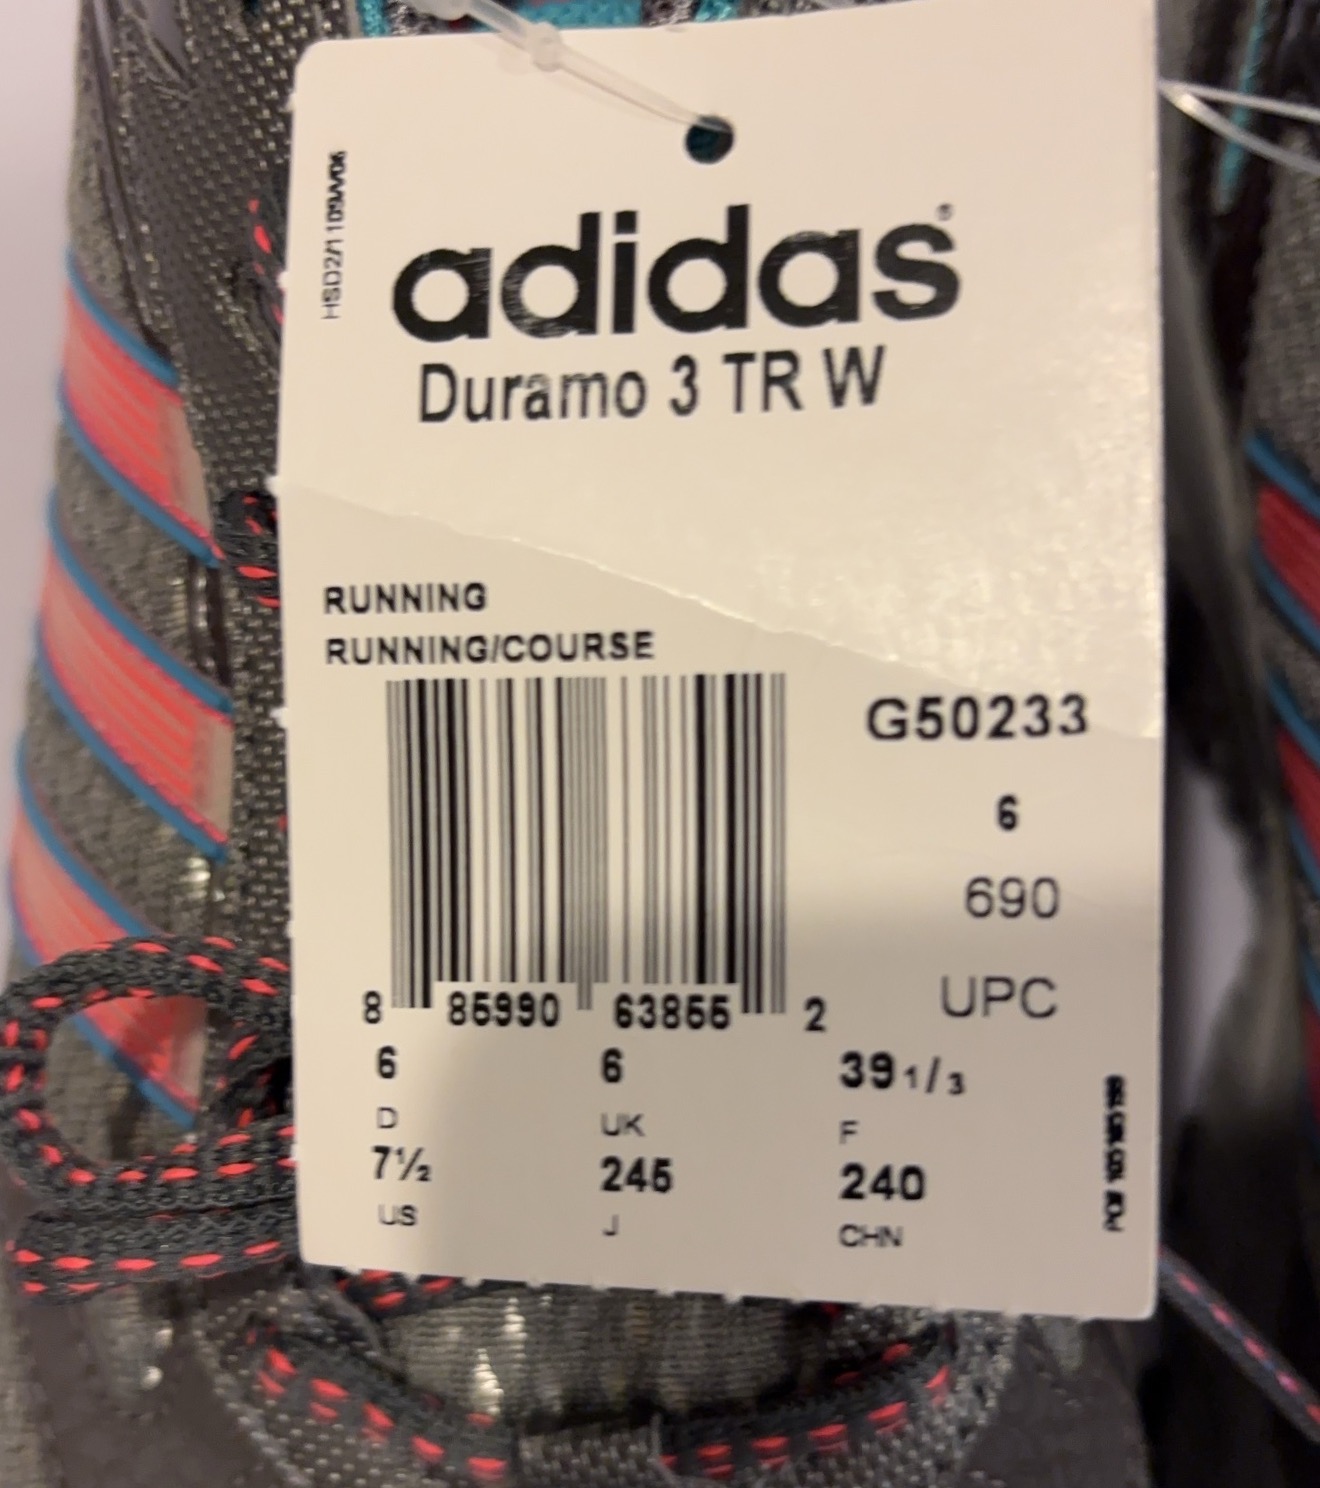 adidas®
Duramo 3 TR W
RUNNING
RUNNING/COURSE
G50233
6
690
UPC
8 85990 63855 2
6 6 39 1/3
D UK F
7½ 245 240
US J CHN